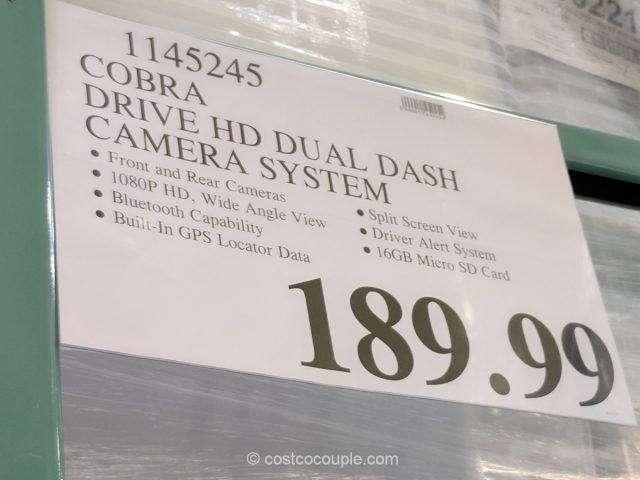 1145245
COBRA
DRIVE HD DUAL DASH
CAMERA SYSTEM
• Front and Rear Cameras
• 1080P HD, Wide Angle View
• Bluetooth Capability
• Built-In GPS Locator Data
• Split Screen View
• Driver Alert System
• 16GB Micro SD Card
189.99
© costcocouple.com